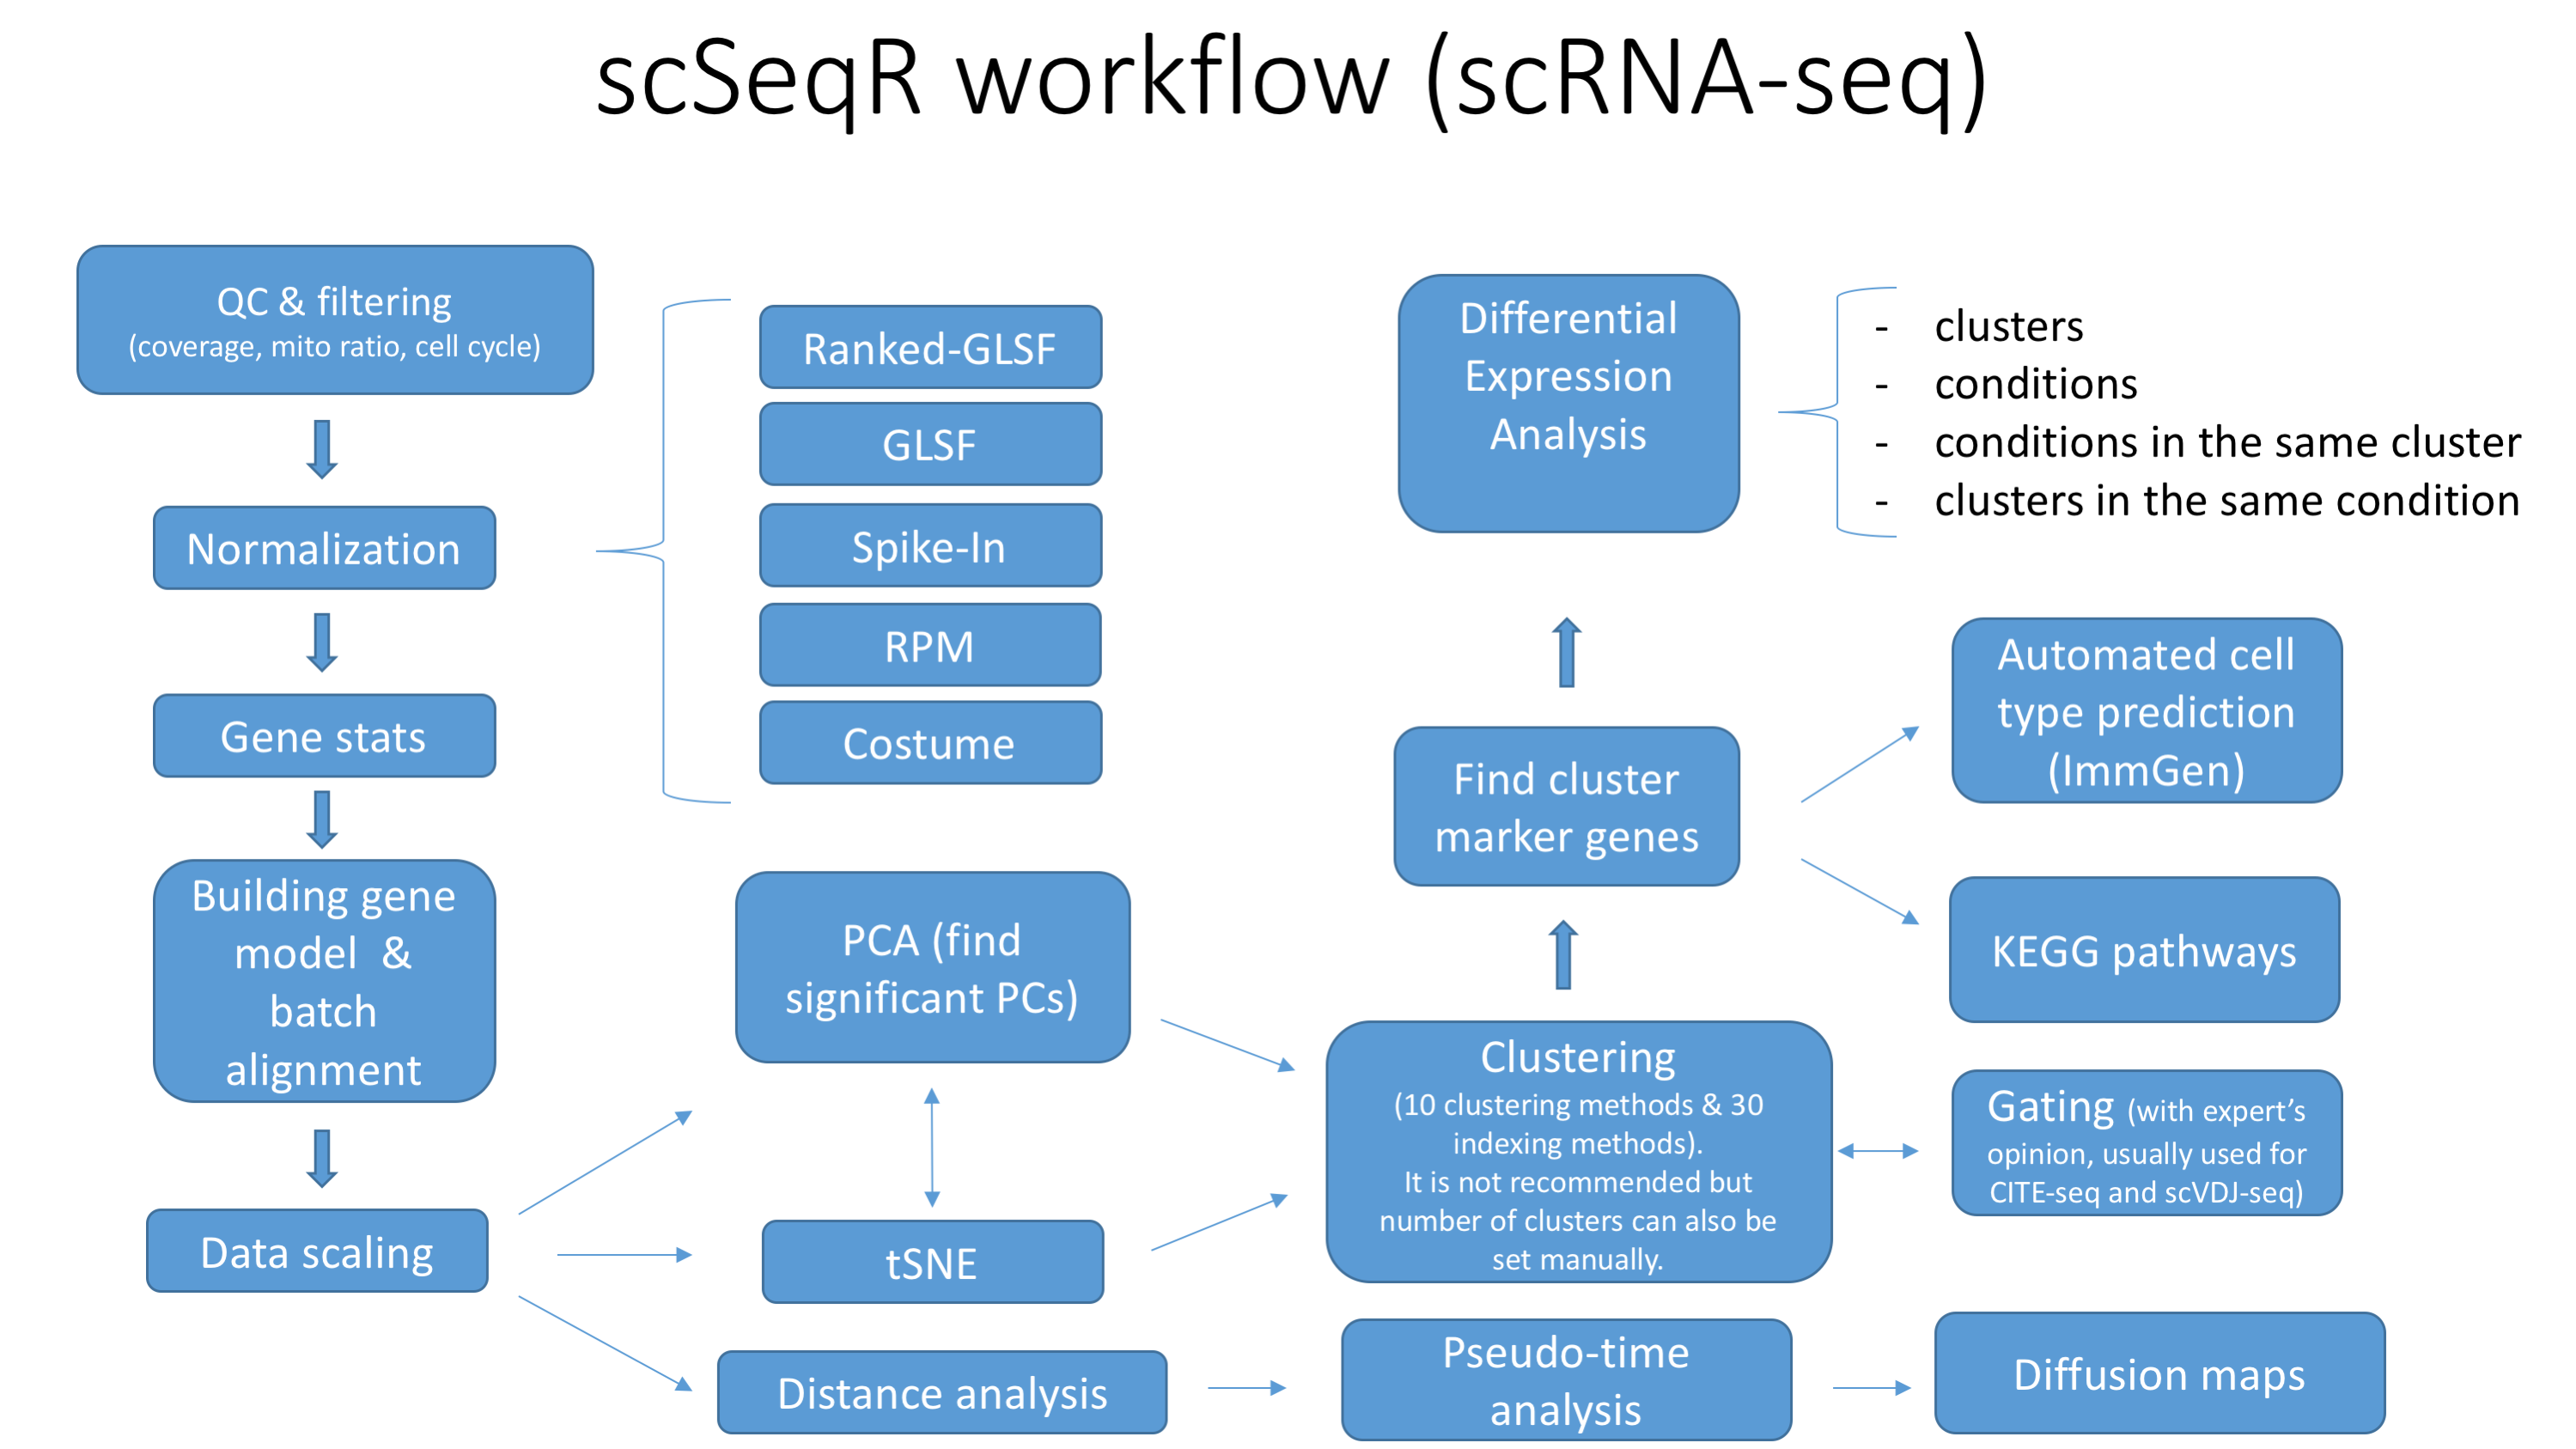 scSeqR workflow (scRNA-seq)
QC & filtering
(coverage, mito ratio, cell cycle)
Normalization
Gene stats
Building gene
model  &
batch
alignment
Data scaling
Ranked-GLSF
GLSF
Spike-In
RPM
Costume
PCA (find
significant PCs)
tSNE
Distance analysis
Differential
Expression
Analysis
- clusters
- conditions
- conditions in the same cluster
- clusters in the same condition
Find cluster
marker genes
Automated cell
type prediction
(ImmGen)
KEGG pathways
Clustering
(10 clustering methods & 30
indexing methods).
It is not recommended but
number of clusters can also be
set manually.
Gating (with expert’s
opinion, usually used for
CITE-seq and scVDJ-seq)
Pseudo-time
analysis
Diffusion maps